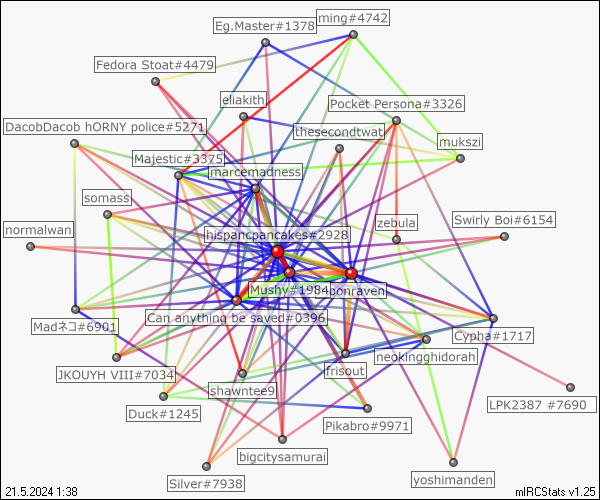 ming#4742
Eg.Master#1378
Fedora Stoat#4479
eliakith
Pocket Persona#3326
DacobDacob hORNY police#5271
thesecondtwat
mukszi
Majestic#3375
marcemadness
somass
normalwan
hispancpancakes#2928
zebula
Swirly Boi#6154
Mushy#1984
bonraven
Can anything be saved#0396
Madネコ#6901
Cypha#1717
neokingghidorah
JKOUYH VIII#7034
frisout
shawntee9
LPK2387 #7690
Duck#1245
Pikabro#9971
bigcitysamurai
Silver#7938
yoshimanden
21.5.2024 1:38
mIRCStats v1.25